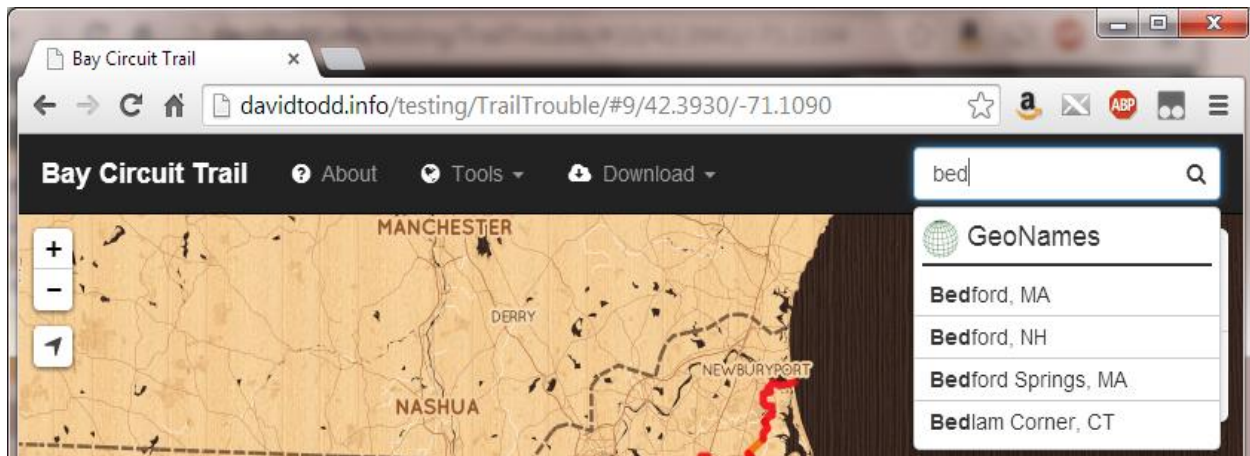 Bay Circuit Trail
davidtodd.info/testing/TrailTrouble/#9/42.3930/-71.1090
ABP
Bay Circuit Trail About Tools Download bed
GeoNames
Bedford, MA
Bedford, NH
Bedford Springs, MA
Bedlam Corner, CT
+
-
MANCHESTER
DERRY
NEWBURYPORT
NASHUA